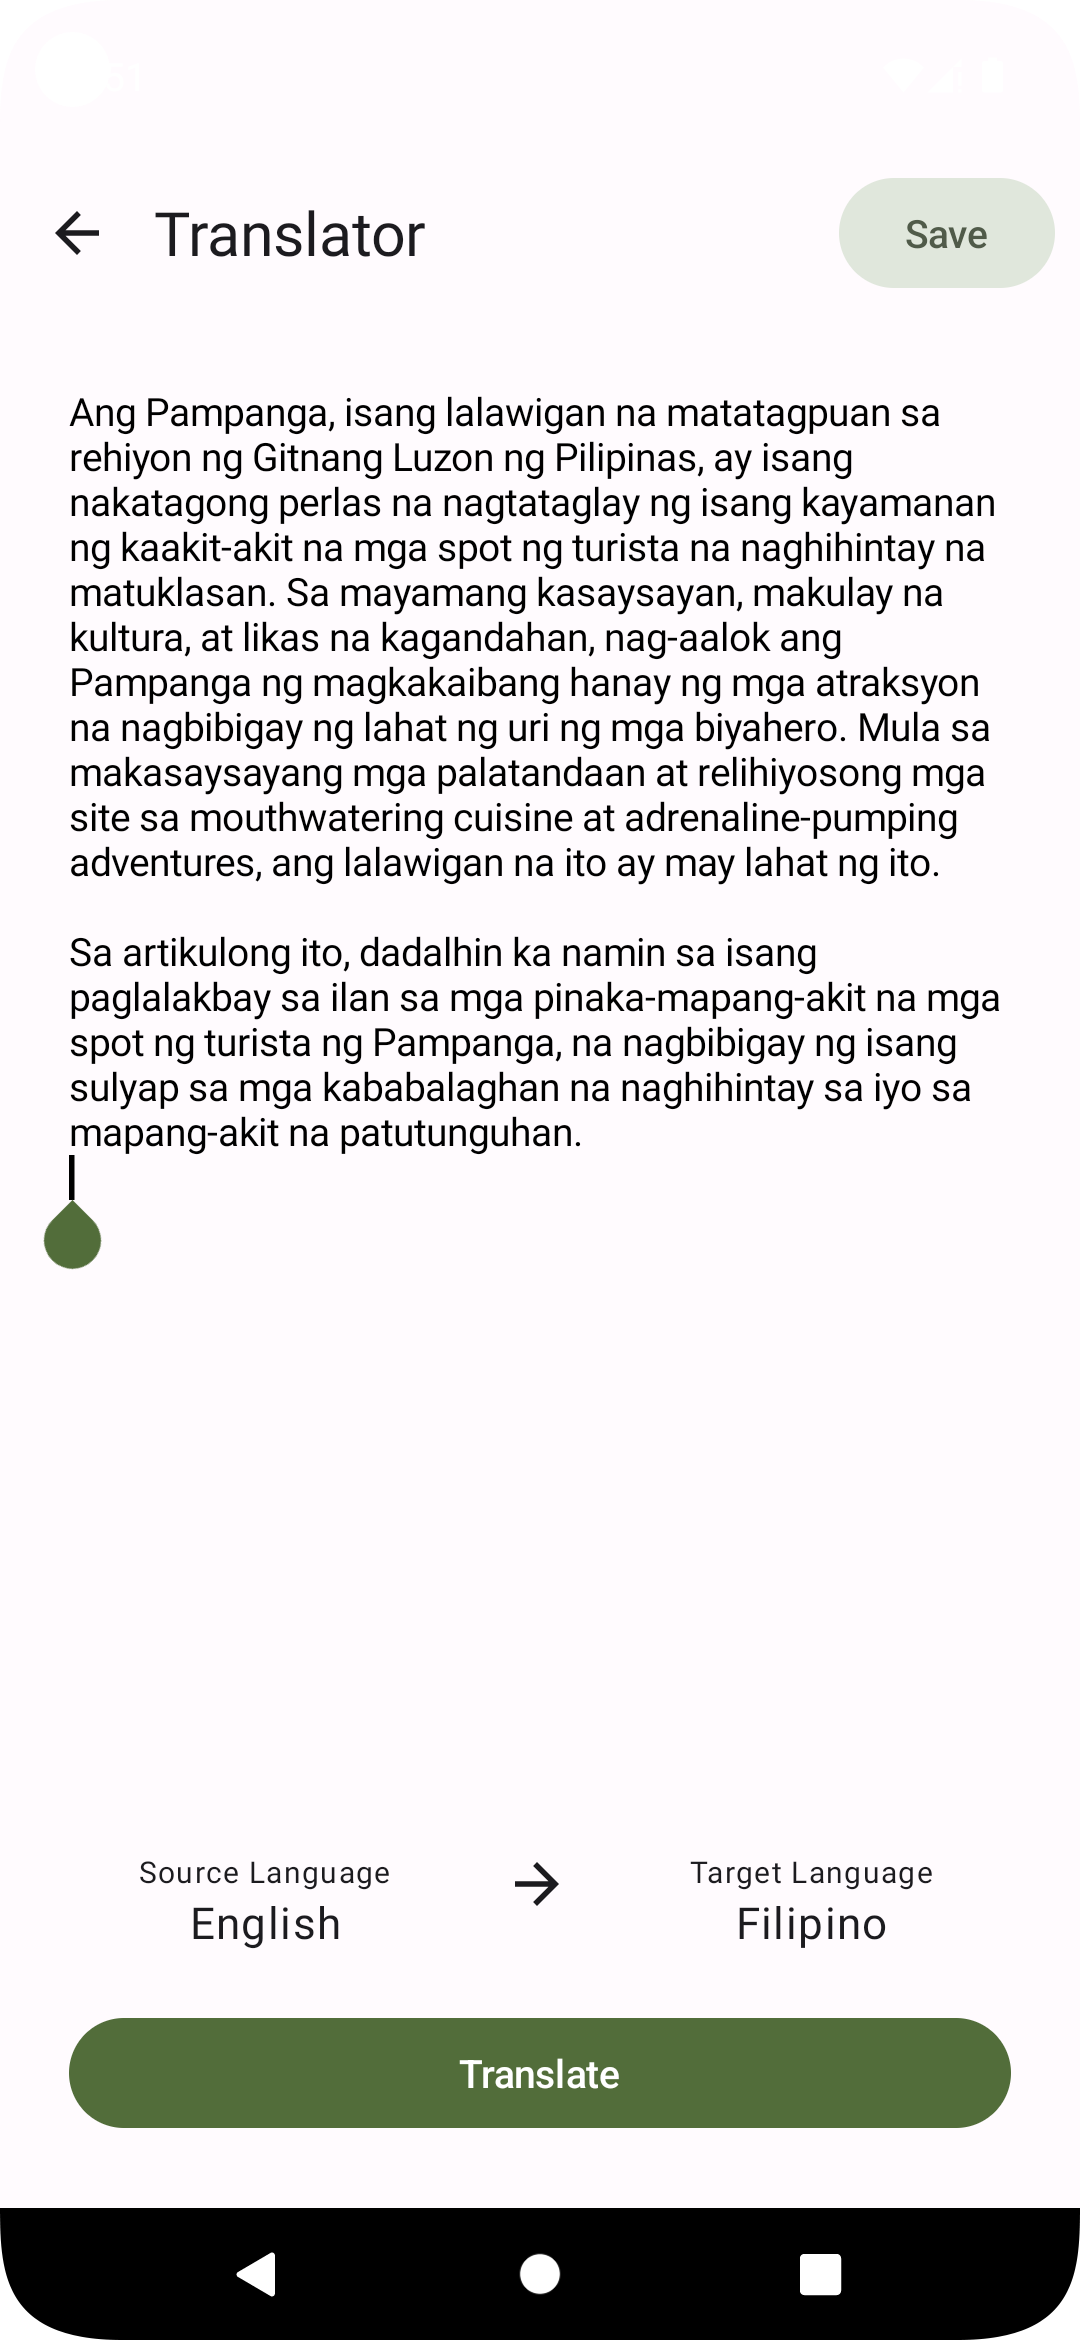 Translator
Save
Ang Pampanga, isang lalawigan na matatagpuan sa
rehiyon ng Gitnang Luzon ng Pilipinas, ay isang
nakatagong perlas na nagtataglay ng isang kayamanan
ng kaakit-akit na mga spot ng turista na naghihintay na
matuklasan. Sa mayamang kasaysayan, makulay na
kultura, at likas na kagandahan, nag-aalok ang
Pampanga ng magkakaibang hanay ng mga atraksyon
na nagbibigay ng lahat ng uri ng mga biyahero. Mula sa
makasaysayang mga palatandaan at relihiyosong mga
site sa mouthwatering cuisine at adrenaline-pumping
adventures, ang lalawigan na ito ay may lahat ng ito.
Sa artikulong ito, dadalhin ka namin sa isang
paglalakbay sa ilan sa mga pinaka-mapang-akit na mga
spot ng turista ng Pampanga, na nagbibigay ng isang
sulyap sa mga kababalaghan na naghihintay sa iyo sa
mapang-akit na patutunguhan.
Source Language
English
Target Language
Filipino
Translate